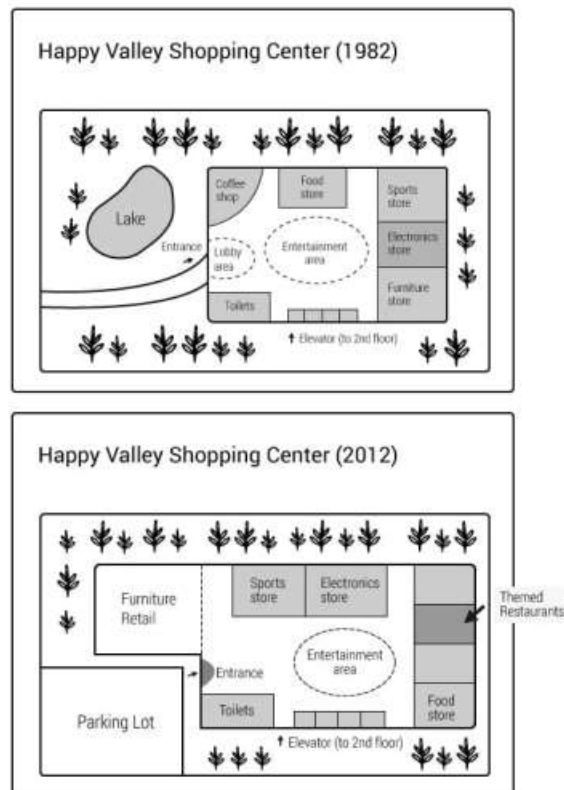 Happy Valley Shopping Center (1982)
Coffee
shop
Food
store
Sports
store
Lake
Entrance
Lobby
area
Entertainment
area
Electronics
store
Furniture
store
Toilets
Elevator (to 2nd floor)
Happy Valley Shopping Center (2012)
Furniture
Retail
Sports
store
Electronics
store
Themed
Restaurants
Entertainment
area
Entrance
Parking Lot
Toilets
Food
store
Elevator (to 2nd floor)